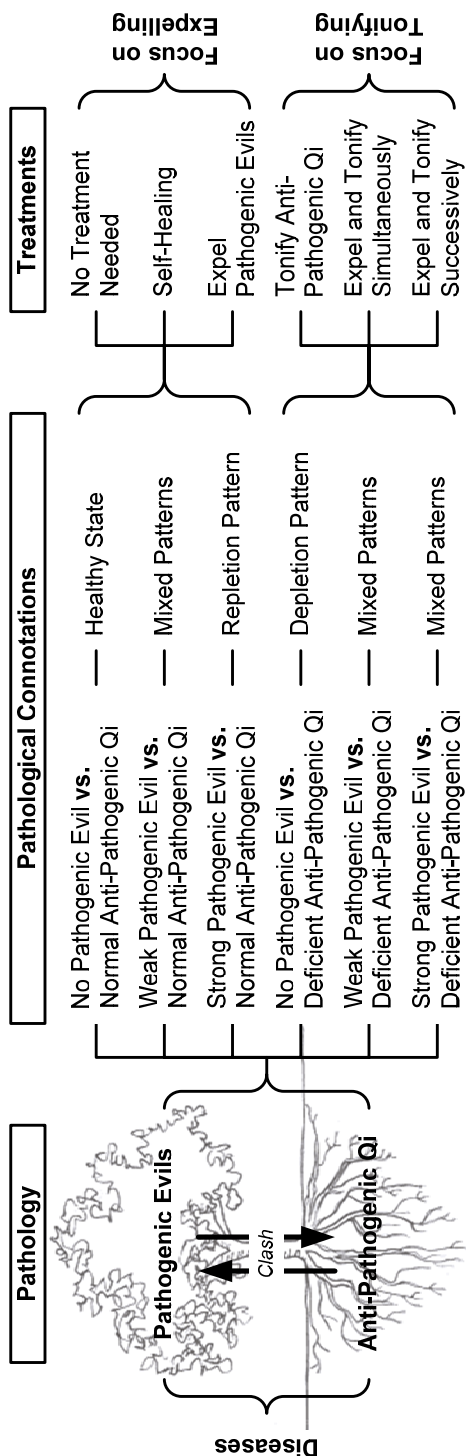 Pathology
Pathological Connotations
Treatments
Diseases
Pathogenic Evils
Clash
Anti-Pathogenic Qi
No Pathogenic Evil vs.
Normal Anti-Pathogenic Qi
Healthy State
Weak Pathogenic Evil vs.
Normal Anti-Pathogenic Qi
Mixed Patterns
Strong Pathogenic Evil vs.
Normal Anti-Pathogenic Qi
Repletion Pattern
No Pathogenic Evil vs.
Deficient Anti-Pathogenic Qi
Depletion Pattern
Weak Pathogenic Evil vs.
Deficient Anti-Pathogenic Qi
Mixed Patterns
Strong Pathogenic Evil vs.
Deficient Anti-Pathogenic Qi
Mixed Patterns
No Treatment
Needed
Self-Healing
Expel
Pathogenic Evils
Tonify Anti-
Pathogenic Qi
Expel and Tonify
Simultaneously
Expel and Tonify
Successively
Focus on
Expelling
Focus on
Tonifying